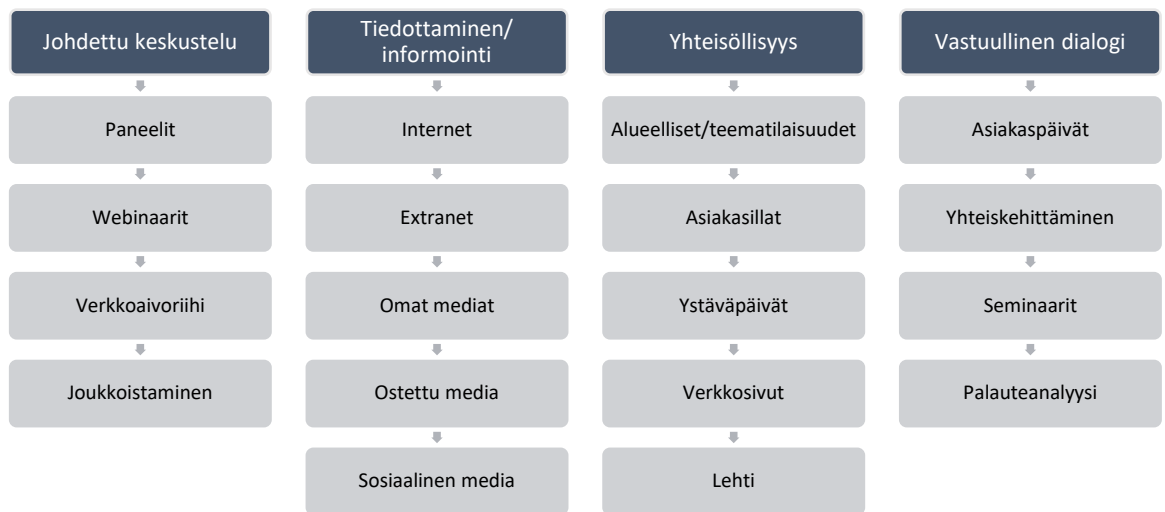 Johdettu keskustelu
Paneelit
Webinaarit
Verkkoaivoriihi
Joukkoistaminen
Tiedottaminen/
informointi
Internet
Extranet
Omat mediat
Ostettu media
Sosiaalinen media
Yhteisöllisyys
Alueelliset/teematilaisuudet
Asiakasillat
Ystäväpäivät
Verkkosivut
Lehti
Vastuullinen dialogi
Asiakaspäivät
Yhteiskehittäminen
Seminaarit
Palauteanalyysi